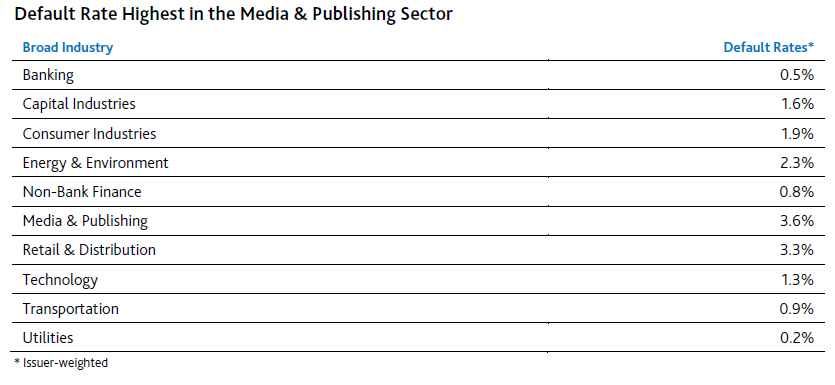 Default Rate Highest in the Media & Publishing Sector
Broad Industry Default Rates*
Banking 0.5%
Capital Industries 1.6%
Consumer Industries 1.9%
Energy & Environment 2.3%
Non-Bank Finance 0.8%
Media & Publishing 3.6%
Retail & Distribution 3.3%
Technology 1.3%
Transportation 0.9%
Utilities 0.2%
* Issuer-weighted